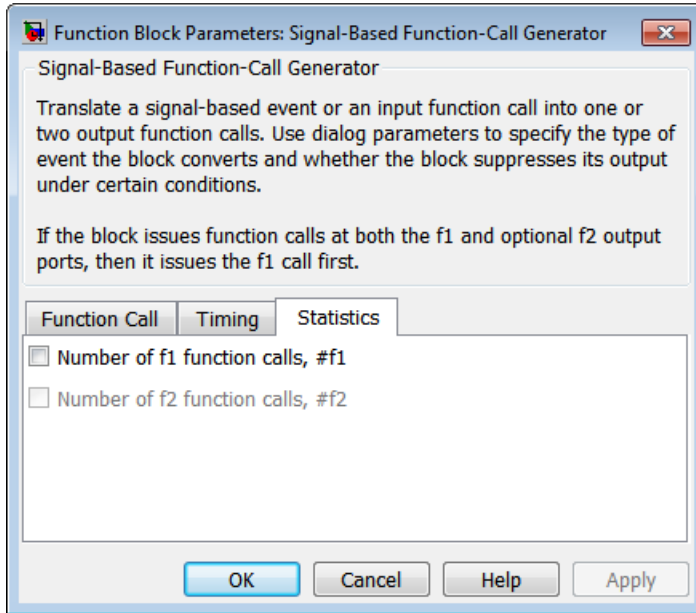 Function Block Parameters: Signal-Based Function-Call Generator
Signal-Based Function-Call Generator
Translate a signal-based event or an input function call into one or
two output function calls. Use dialog parameters to specify the type of
event the block converts and whether the block suppresses its output
under certain conditions.
If the block issues function calls at both the f1 and optional f2 output
ports, then it issues the f1 call first.
Function Call Timing Statistics
Number of f1 function calls, #f1
Number of f2 function calls, #f2
OK Cancel Help Apply